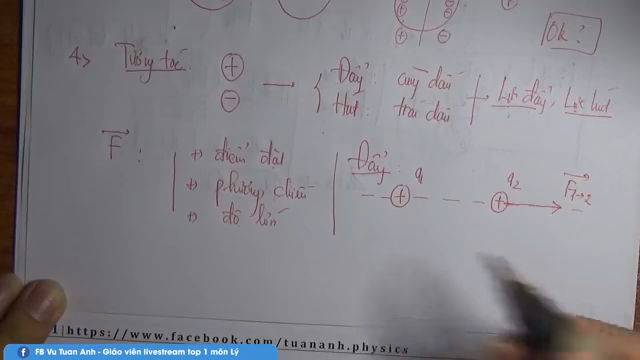 Ok?
4> Tương tác + - → { Đẩy: cùng dấu → Lực đẩy, Lực hút
Hút: trái dấu
F: + điểm đặt
+ phương, chiều
+ độ lớn
Đẩy:
q1 q2 F1→2
+ +
1|https://www.facebook.com/tuananh.physics
FB Vu Tuan Anh - Giáo viên livestream top 1 môn Lý